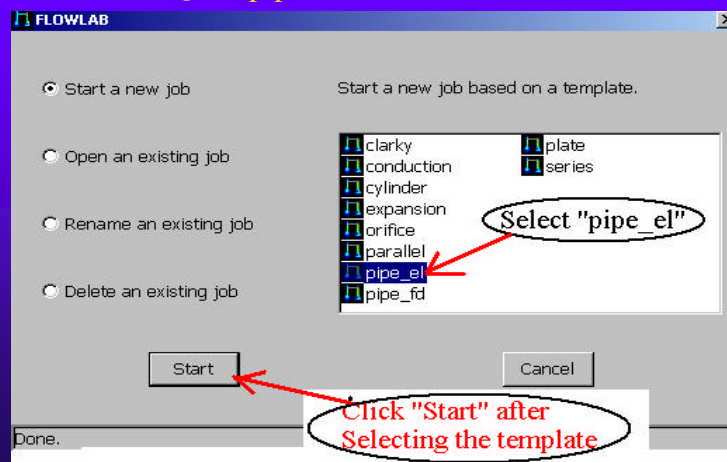 FLOWLAB
Start a new job
Start a new job based on a template.
Open an existing job
Rename an existing job
Delete an existing job
clarky
conduction
cylinder
expansion
orifice
parallel
pipe_el
pipe_fd
plate
series
Select "pipe_el"
Start
Cancel
Click "Start" after
Selecting the template
Done.